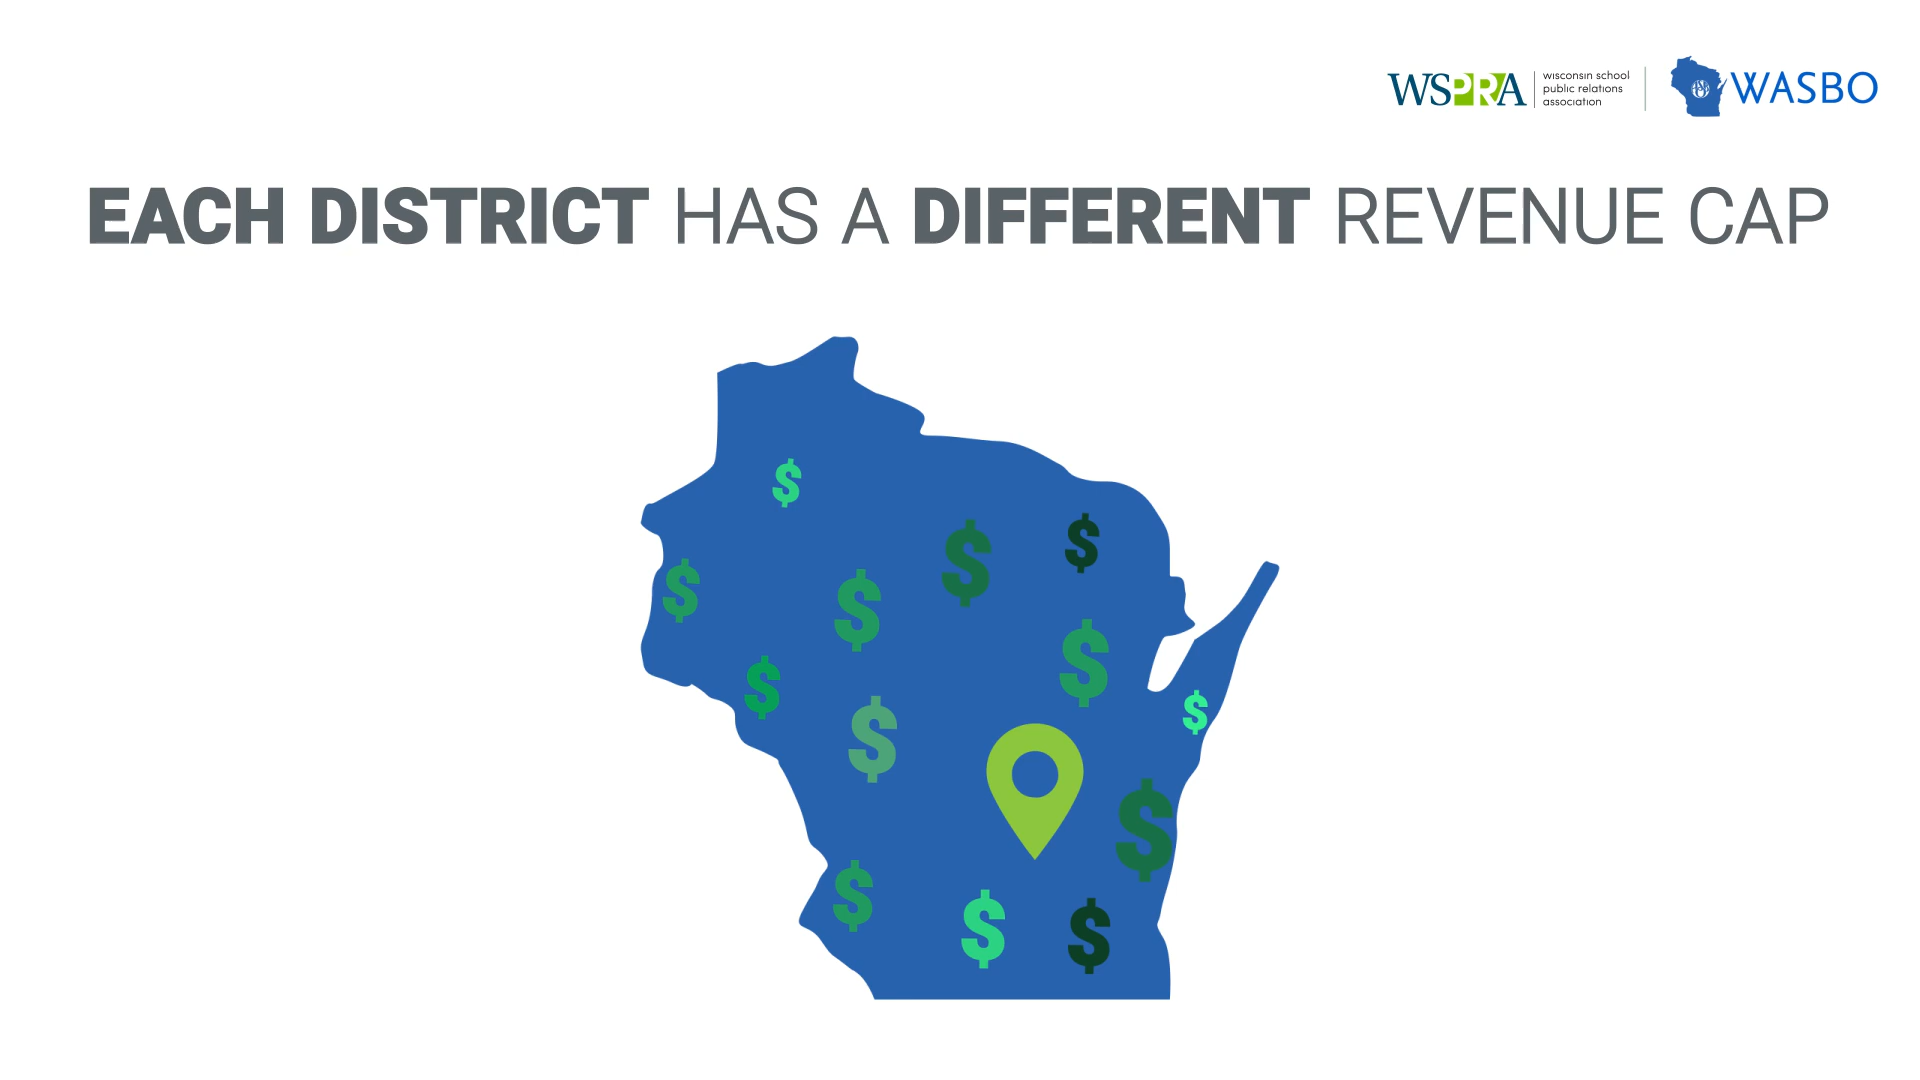 WSPRA
wisconsin school
public relations
association
WASBO
EACH DISTRICT HAS A DIFFERENT REVENUE CAP
$
$
$
$
$
$
$
$
$
$
$
$
$